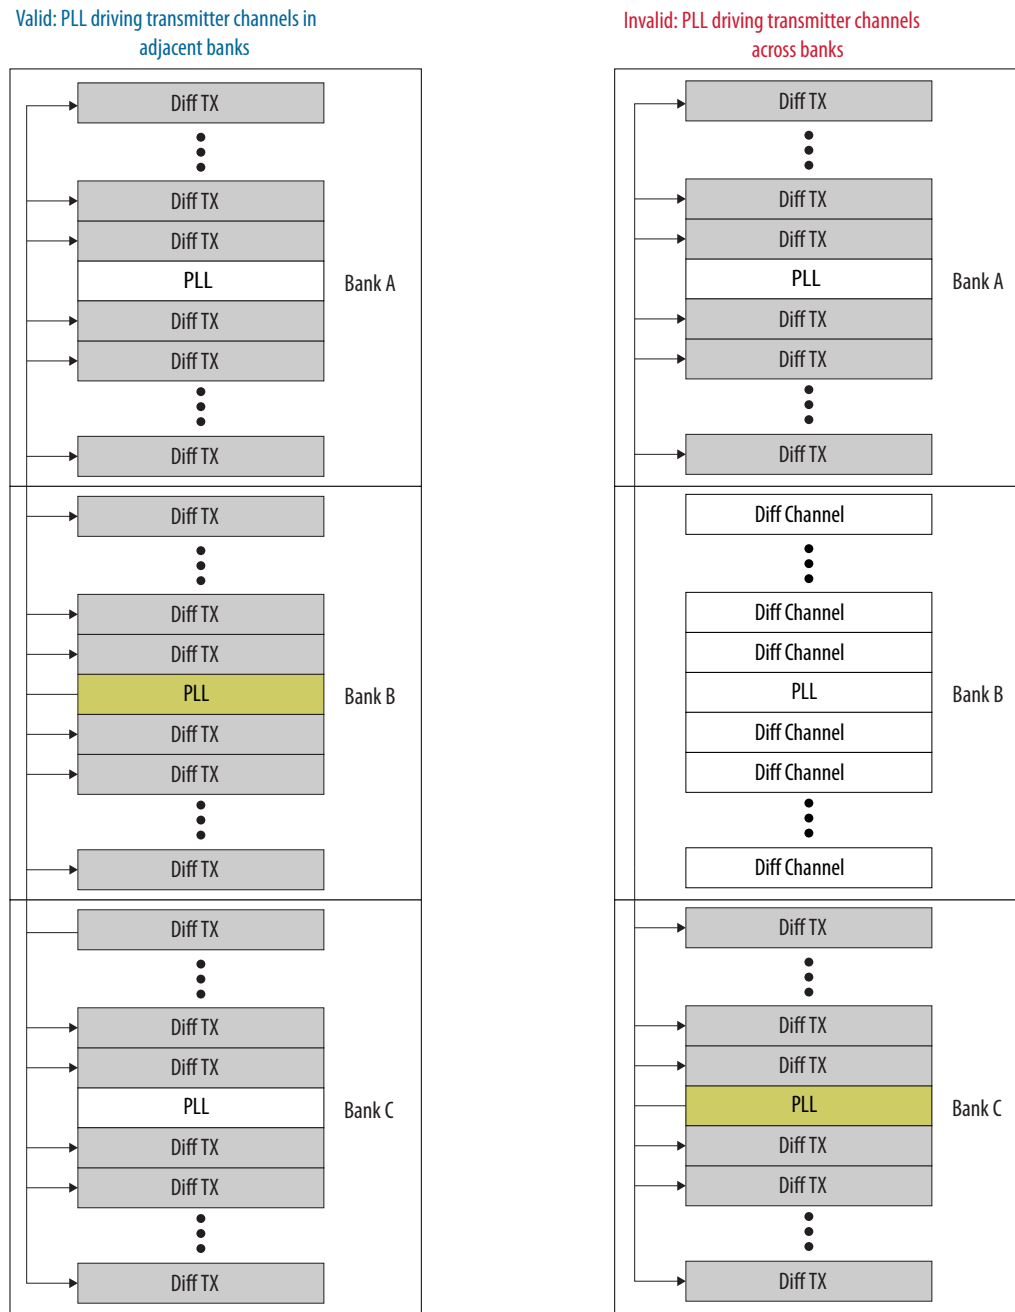 Valid: PLL driving transmitter channels in
adjacent banks
Diff TX
Diff TX
Diff TX
PLL
Bank A
Diff TX
Diff TX
Diff TX
Diff TX
Diff TX
Diff TX
PLL
Bank B
Diff TX
Diff TX
Diff TX
Diff TX
Diff TX
Diff TX
PLL
Bank C
Diff TX
Diff TX
Diff TX
Invalid: PLL driving transmitter channels
across banks
Diff TX
Diff TX
Diff TX
PLL
Bank A
Diff TX
Diff TX
Diff TX
Diff Channel
Diff Channel
Diff Channel
PLL
Bank B
Diff Channel
Diff Channel
Diff Channel
Diff TX
Diff TX
Diff TX
PLL
Bank C
Diff TX
Diff TX
Diff TX